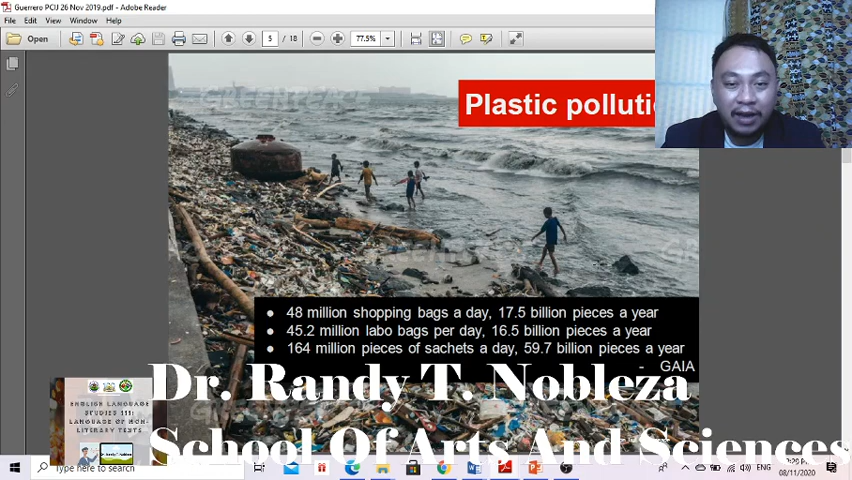 Guerrero PCIJ 26 Nov 2019.pdf - Adobe Reader
File Edit View Window Help
Open 5 / 18 77.5%
GREENPEACE
Plastic pollutio
GREENPEACE
48 million shopping bags a day, 17.5 billion pieces a year
45.2 million labo bags per day, 16.5 billion pieces a year
164 million pieces of sachets a day, 59.7 billion pieces a year
- GAIA
Dr. Randy T. Nobleza
School Of Arts And Sciences
ENGLISH LANGUAGE
STUDIES 111:
LANGUAGE OF NON-
LITERARY TEXTS
Type here to search
ENG
08/11/2020